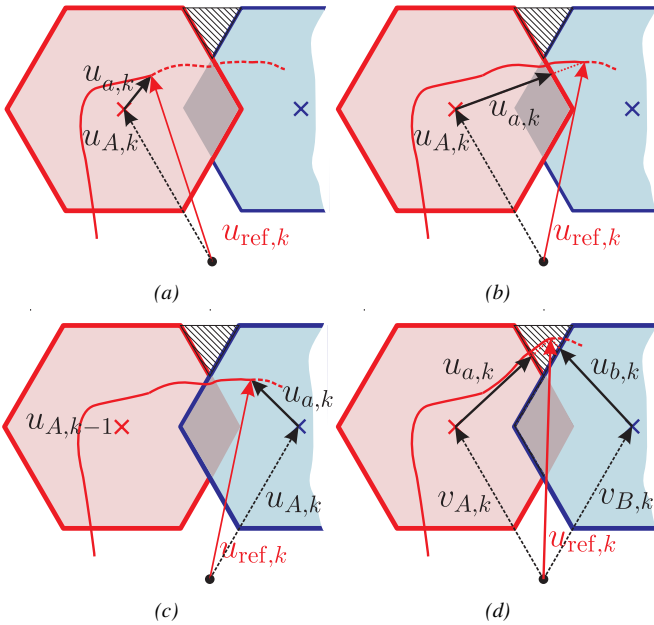 u_{a,k}
u_{A,k}
u_{ref,k}
(a)
u_{a,k}
u_{A,k}
u_{ref,k}
(b)
u_{A,k−1}
u_{a,k}
u_{A,k}
u_{ref,k}
(c)
u_{a,k}
u_{b,k}
v_{A,k}
v_{B,k}
u_{ref,k}
(d)